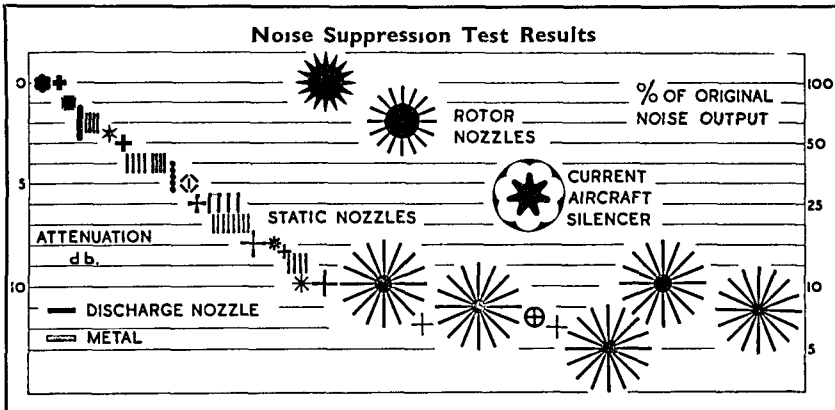 Noise Suppression Test Results
0
100
% OF ORIGINAL
NOISE OUTPUT
ROTOR
NOZZLES
50
5
CURRENT
AIRCRAFT
SILENCER
25
STATIC NOZZLES
ATTENUATION
db.
10
10
DISCHARGE NOZZLE
METAL
5